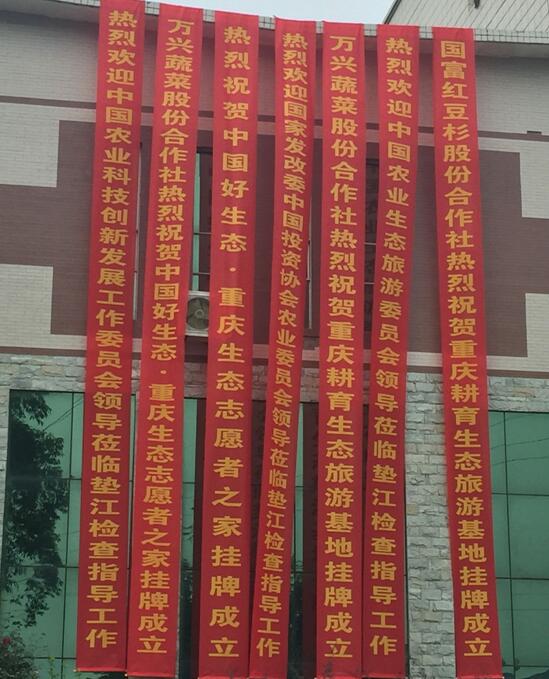 热烈欢迎中国农业科技创新发展工作委员会领导莅临垫江检查指导工作
万兴蔬菜股份合作社热烈祝贺中国好生态·重庆生态志愿者之家挂牌成立
热烈祝贺中国好生态·重庆生态志愿者之家挂牌成立
热烈欢迎国家发改委中国投资协会农业委员会领导莅临垫江检查指导工作
万兴蔬菜股份合作社热烈祝贺重庆耕育生态旅游基地挂牌成立
热烈欢迎中国农业生态旅游委员会领导莅临垫江检查指导工作
国富红豆杉股份合作社热烈祝贺重庆耕育生态旅游基地挂牌成立